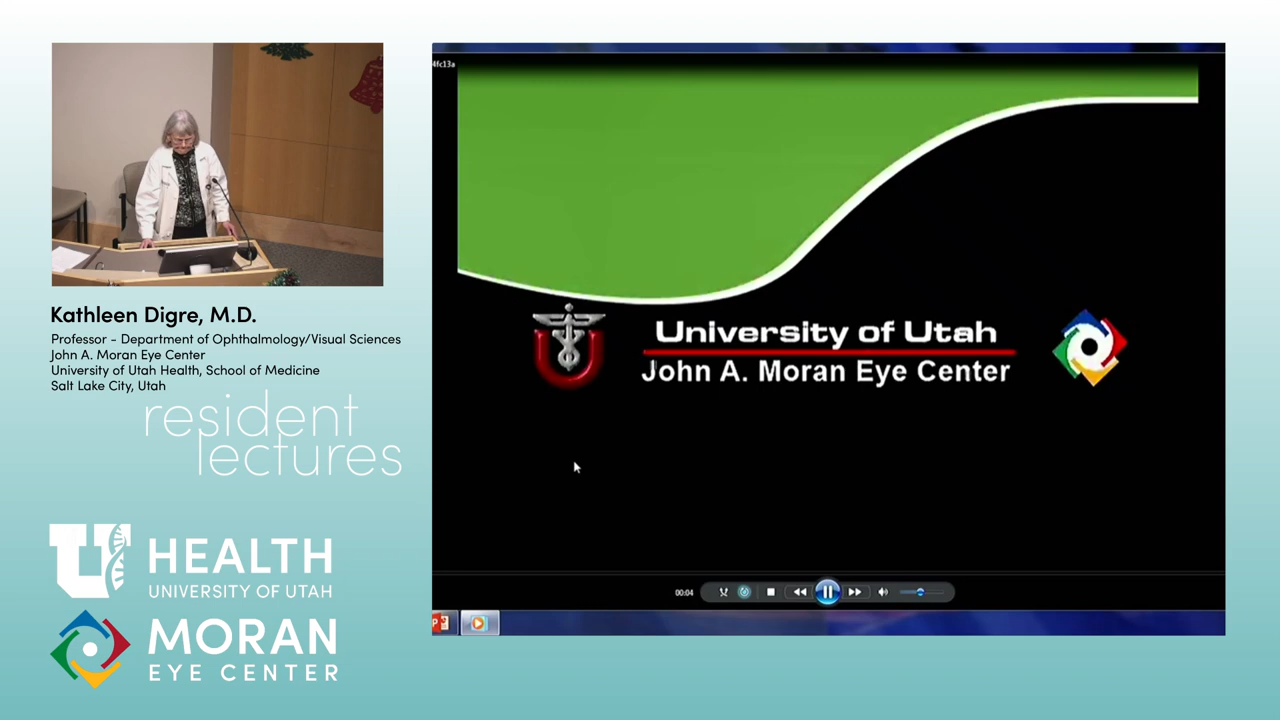 4fc13a
University of Utah
John A. Moran Eye Center
00:04
Kathleen Digre, M.D.
Professor – Department of Ophthalmology/Visual Sciences
John A. Moran Eye Center
University of Utah Health, School of Medicine
Salt Lake City, Utah
resident
lectures
U HEALTH
UNIVERSITY OF UTAH
MORAN
EYE CENTER